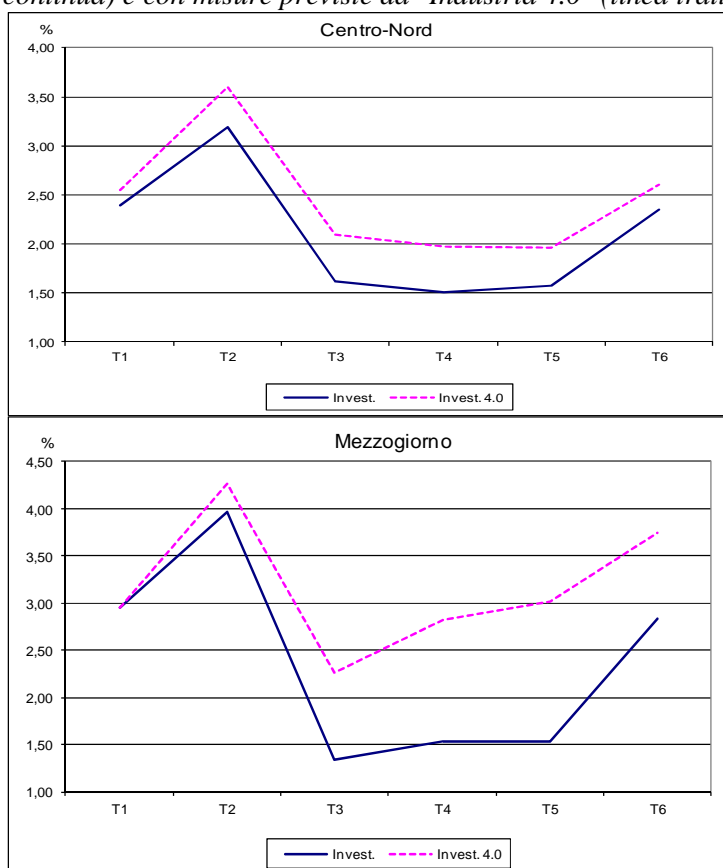 continua) e con misure previste da "Industria 4.0" (linea
Centro-Nord
%
4,00
3,50
3,00
2,50
2,00
1,50
1,00
T1 T2 T3 T4 T5 T6
Invest. Invest. 4.0
Mezzogiorno
%
4,50
4,00
3,50
3,00
2,50
2,00
1,50
1,00
T1 T2 T3 T4 T5 T6
Invest. Invest. 4.0